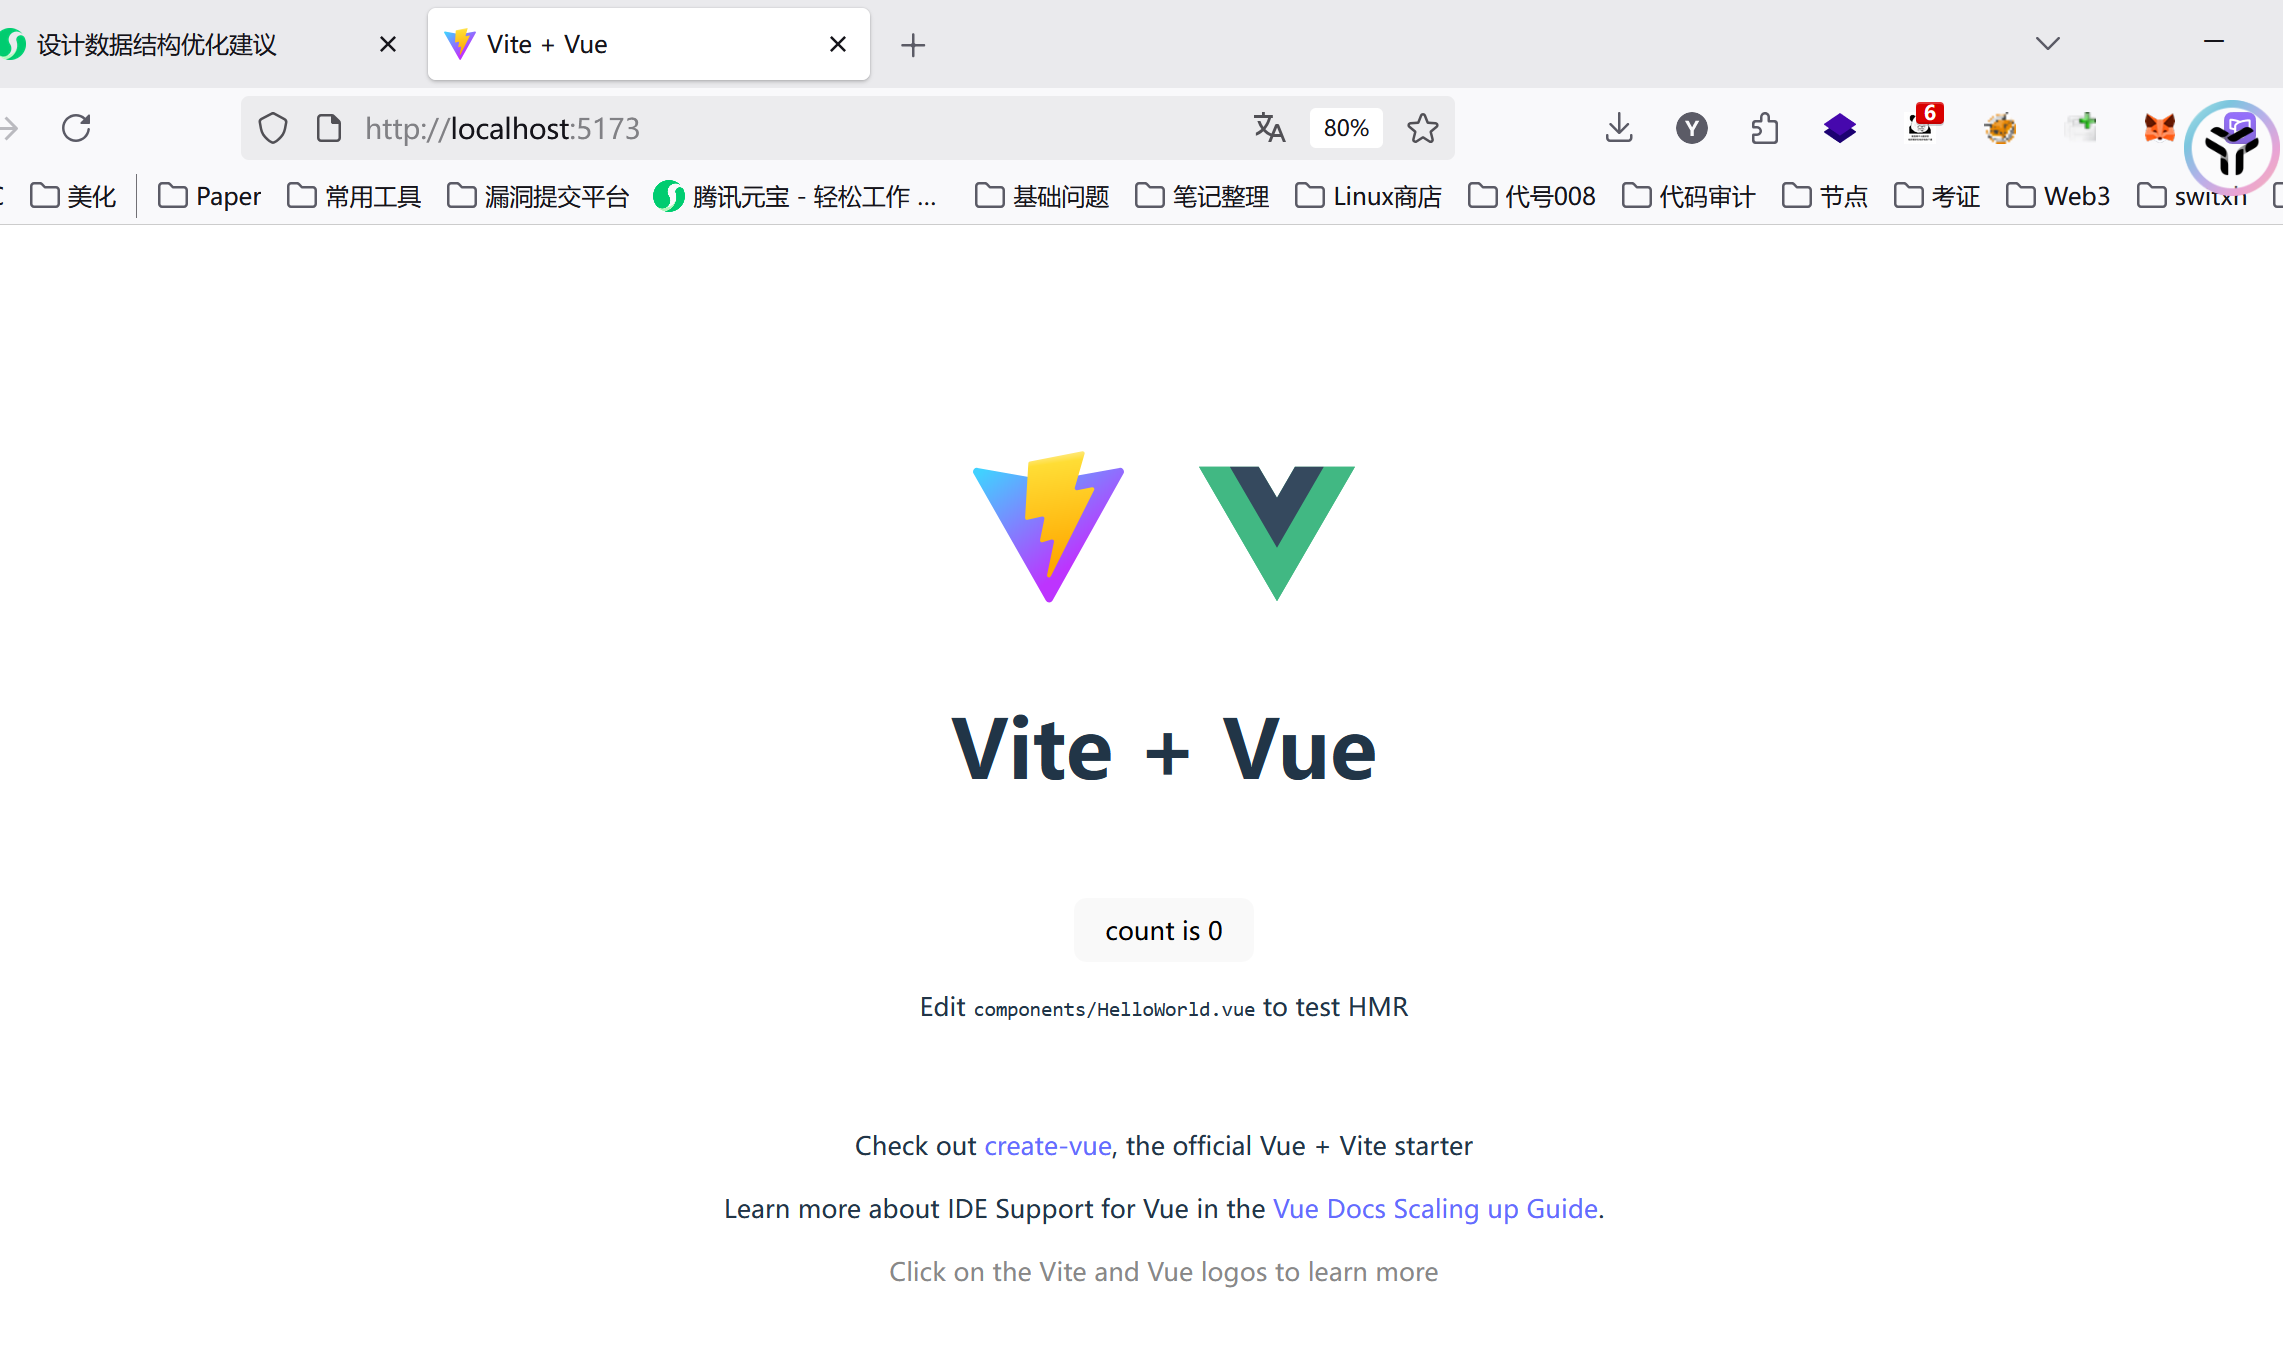 设计数据结构优化建议
Vite + Vue
http://localhost:5173
80%
Y
6
美化
Paper
常用工具
漏洞提交平台
腾讯元宝 - 轻松工作 ...
基础问题
笔记整理
Linux商店
代号008
代码审计
节点
考证
Web3
Vite + Vue
count is 0
Edit components/HelloWorld.vue to test HMR
Check out create-vue, the official Vue + Vite starter
Learn more about IDE Support for Vue in the Vue Docs Scaling up Guide.
Click on the Vite and Vue logos to learn more